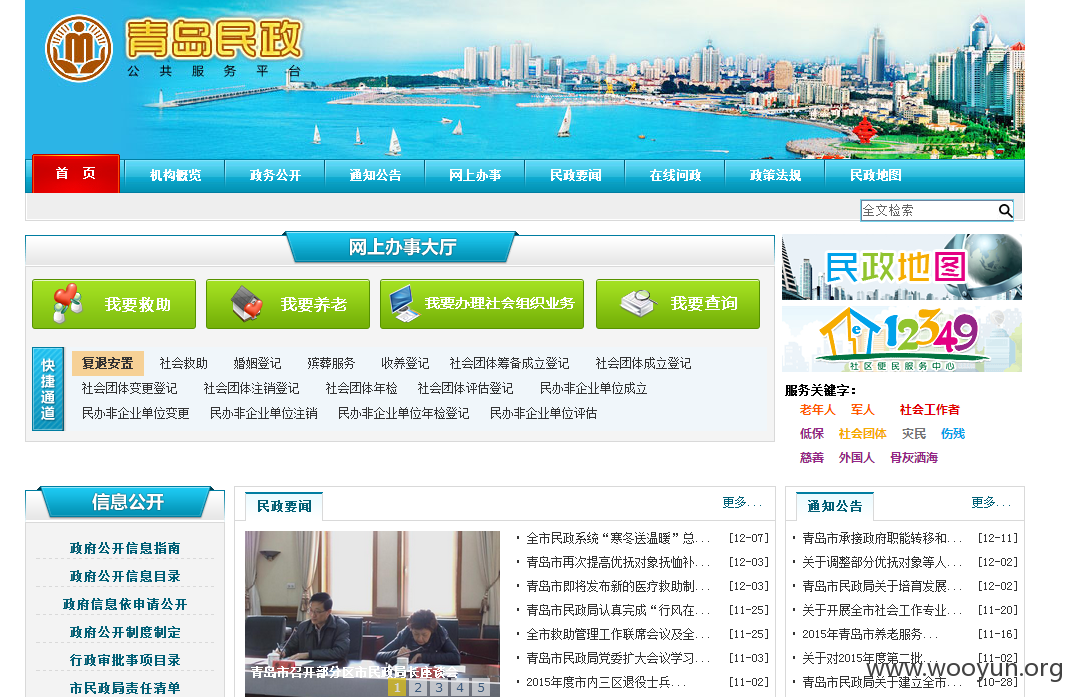 青岛民政
公共服务平台
首 页 机构概览 政务公开 通知公告 网上办事 民政要闻 在线问政 政策法规 民政地图
全文检索
网上办事大厅
我要救助 我要养老 我要办理社会组织业务 我要查询
快捷通道
复退安置 社会救助 婚姻登记 殡葬服务 收养登记 社会团体筹备成立登记 社会团体成立登记
社会团体变更登记 社会团体注销登记 社会团体年检 社会团体评估登记 民办非企业单位成立
民办非企业单位变更 民办非企业单位注销 民办非企业单位年检登记 民办非企业单位评估
民政地图
12349
社区便民服务中心
服务关键字:
老年人 军人 社会工作者
低保 社会团体 灾民 伤残
慈善 外国人 骨灰洒海
信息公开
政府公开信息指南
政府公开信息目录
政府信息依申请公开
政府公开制度制定
行政审批事项目录
市民政局责任清单
民政要闻 更多...
青岛市召开部分区市民政局长座谈会
1 2 3 4 5
· 全市民政系统“寒冬送温暖”总... [12-07]
· 青岛市再次提高优抚对象抚恤补... [12-03]
· 青岛市即将发布新的医疗救助制... [12-03]
· 青岛市民政局认真完成“行风在... [11-25]
· 全市救助管理工作联席会议及全... [11-25]
· 青岛市民政局党委扩大会议学习... [11-03]
· 2015年度市内三区退役士兵... [11-02]
通知公告 更多...
· 青岛市承接政府职能转移和... [12-11]
· 关于调整部分优抚对象等人... [12-02]
· 青岛市民政局关于培育发展... [12-02]
· 关于开展全市社会工作专业... [11-20]
· 2015年青岛市养老服务... [11-16]
· 关于对2015年度第二批... [11-02]
· 青岛市民政局关于建立全市... [10-28]
www.wooyun.org